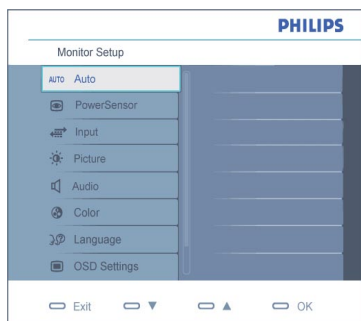 PHILIPS
Monitor Setup
AUTO Auto
PowerSensor
Input
Picture
Audio
Color
Language
OSD Settings
Exit ▼ ▲ OK